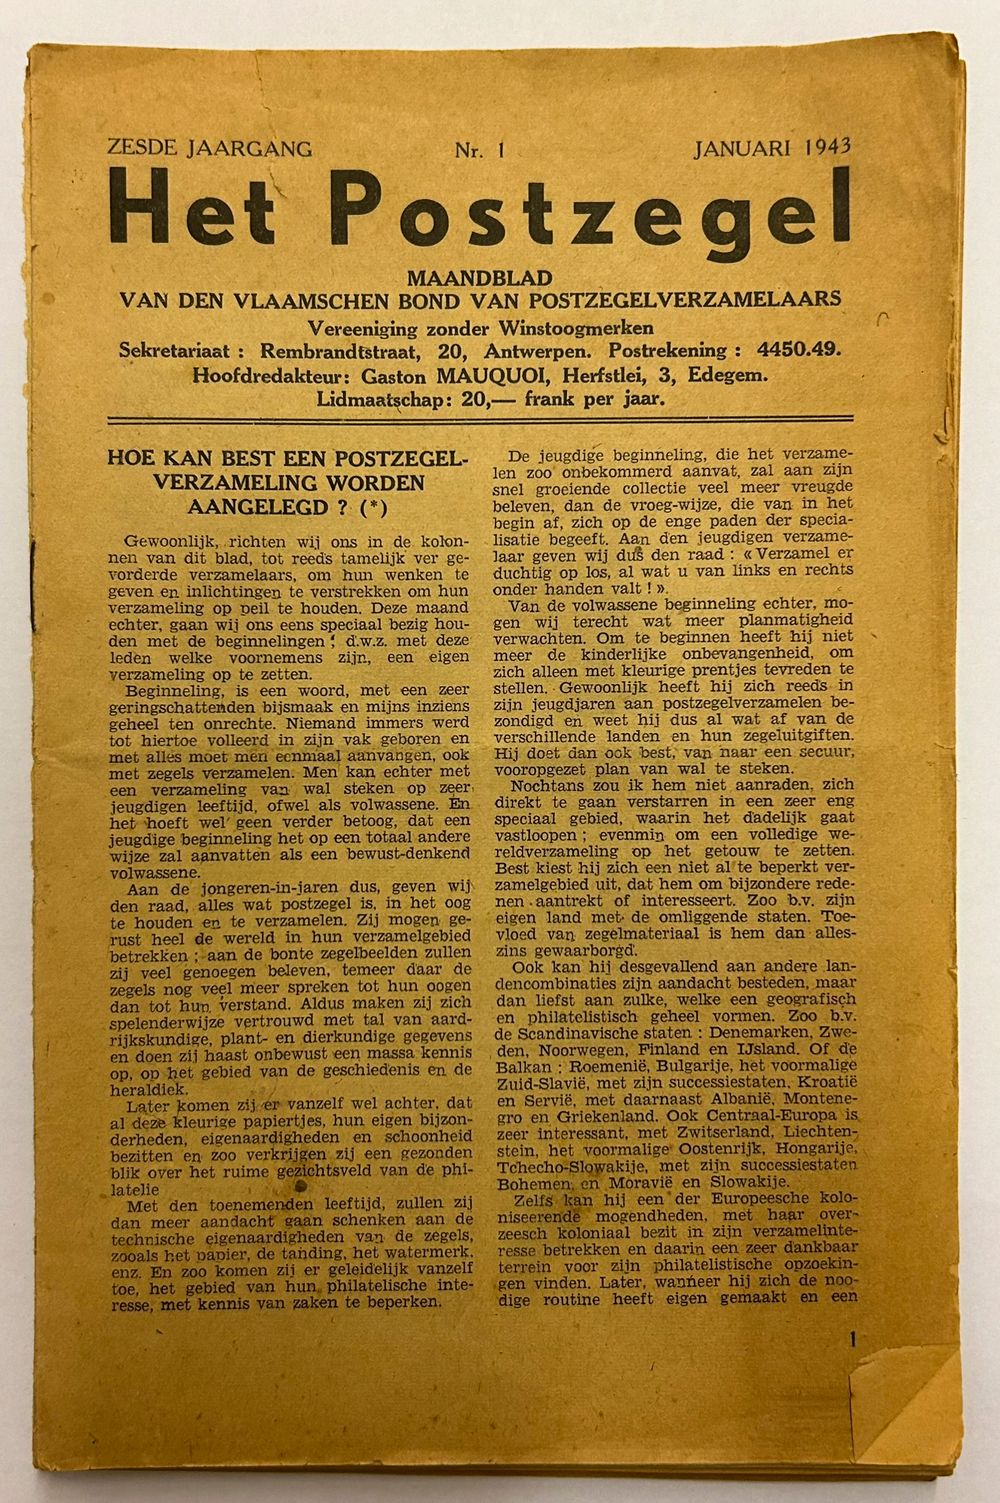 ZESDE JAARGANG Nr. 1 JANUARI 1943
Het Postzegel
MAANDBLAD
VAN DEN VLAAMSCHEN BOND VAN POSTZEGELVERZAMELAARS
Vereeniging zonder Winstoogmerken
Sekretariaat : Rembrandtstraat, 20, Antwerpen. Postrekening : 4450.49.
Hoofdredakteur: Gaston MAUQUOI, Herfstlei, 3, Edegem.
Lidmaatschap: 20,— frank per jaar.
HOE KAN BEST EEN POSTZEGEL-
VERZAMELING WORDEN
AANGELEGD ? (*)
Gewoonlijk, richten wij ons in de kolon-
nen van dit blad, tot reeds tamelijk ver ge-
vorderde verzamelaars, om hun wenken te
geven en inlichtingen te verstrekken om hun
verzameling op peil te houden. Deze maand
echter, gaan wij ons eens speciaal bezig hou-
den met de beginnelingen ; d.w.z. met deze
leden welke voornemens zijn, een eigen
verzameling op te zetten.
Beginneling, is een woord, met een zeer
geringschattenden bijsmaak en mijns inziens
geheel ten onrechte. Niemand immers werd
tot hiertoe volleerd in zijn vak geboren en
met alles moet men eenmaal aanvangen, ook
met zegels verzamelen. Men kan echter met
een verzameling van wal steken op zeer
jeugdigen leeftijd, ofwel als volwassene. En
het hoeft wel geen verder betoog, dat een
jeugdige beginneling het op een totaal andere
wijze zal aanvatten als een bewust-denkend
volwassene.
Aan de jongeren-in-jaren dus, geven wij
den raad, alles wat postzegel is, in het oog
te houden en te verzamelen. Zij mogen ge-
rust heel de wereld in hun verzamelgebied
betrekken ; aan de bonte zegelbeelden zullen
zij veel genoegen beleven, temeer daar de
zegels nog veel meer spreken tot hun oogen
dan tot hun verstand. Aldus maken zij zich
spelenderwijze vertrouwd met tal van aard-
rijkskundige, plant- en dierkundige gegevens
en doen zij haast onbewust een massa kennis
op, op het gebied van de geschiedenis en de
heraldiek.
Later komen zij er vanzelf wel achter, dat
al deze kleurige papiertjes, hun eigen bijzon-
derheden, eigenaardigheden en schoonheid
bezitten en zoo verkrijgen zij een gezonden
blik over het ruime gezichtsveld van de phi-
latelie
Met den toenemenden leeftijd, zullen zij
dan meer aandacht gaan schenken aan de
technische eigenaardigheden van de zegels,
zooals het papier, de tanding, het watermerk,
enz. En zoo komen zij er geleidelijk vanzelf
toe, het gebied van hun philatelische inte-
resse, met kennis van zaken te beperken.
De jeugdige beginneling, die het verzame-
len zoo onbekommerd aanvat, zal aan zijn
snel groeiende collectie veel meer vreugde
beleven, dan de vroeg-wijze, die van in het
begin af, zich op de enge paden der specia-
lisatie begeeft. Aan den jeugdigen verzame-
laar geven wij dus den raad : « Verzamel er
duchtig op los, al wat u van links en rechts
onder handen valt ! ».
Van de volwassene beginneling echter, mo-
gen wij terecht wat meer planmatigheid
verwachten. Om te beginnen heeft hij niet
meer de kinderlijke onbevangenheid, om
zich alleen met kleurige prentjes tevreden te
stellen. Gewoonlijk heeft hij zich reeds in
zijn jeugdjaren aan postzegelverzamelen be-
zondigd en weet hij dus al wat af van de
verschillende landen en hun zegeluitgiften.
Hij doet dan ook best, van naar een secuur,
vooropgezet plan van wal te steken.
Nochtans zou ik hem niet aanraden, zich
direkt te gaan verstarren in een zeer eng
speciaal gebied, waarin het dadelijk gaat
vastloopen ; evenmin om een volledige we-
reldverzameling op het getouw te zetten.
Best kiest hij zich een niet al te beperkt ver-
zamelgebied uit, dat hem om bijzondere rede-
nen aantrekt of interesseert. Zoo b.v. zijn
eigen land met de omliggende staten. Toe-
vloed van zegelmateriaal is hem dan alles-
zins gewaarborgd.
Ook kan hij desgevallend aan andere lan-
dencombinaties zijn aandacht besteden, maar
dan liefst aan zulke, welke een geografisch
en philatelistisch geheel vormen. Zoo b.v.
de Scandinavische staten : Denemarken, Zwe-
den, Noorwegen, Finland en IJsland. Of de
Balkan : Roemenië, Bulgarije, het voormalige
Zuid-Slavië, met zijn successiestaten, Kroatië
en Servië, met daarnaast Albanië, Montene-
gro en Griekenland. Ook Centraal-Europa is
zeer interessant, met Zwitserland, Liechten-
stein, het voormalige Oostenrijk, Hongarije,
Tchecho-Slowakije, met zijn successiestaten
Bohemen, en Moravië en Slowakije.
Zelfs kan hij een der Europeesche kolo-
niseerende mogendheden, met haar over-
zeesch koloniaal bezit in zijn verzamelinte-
resse betrekken en daarin een zeer dankbaar
terrein voor zijn philatelistische opzoekin-
gen vinden. Later, wanneer hij zich de noo-
dige routine heeft eigen gemaakt en een
1